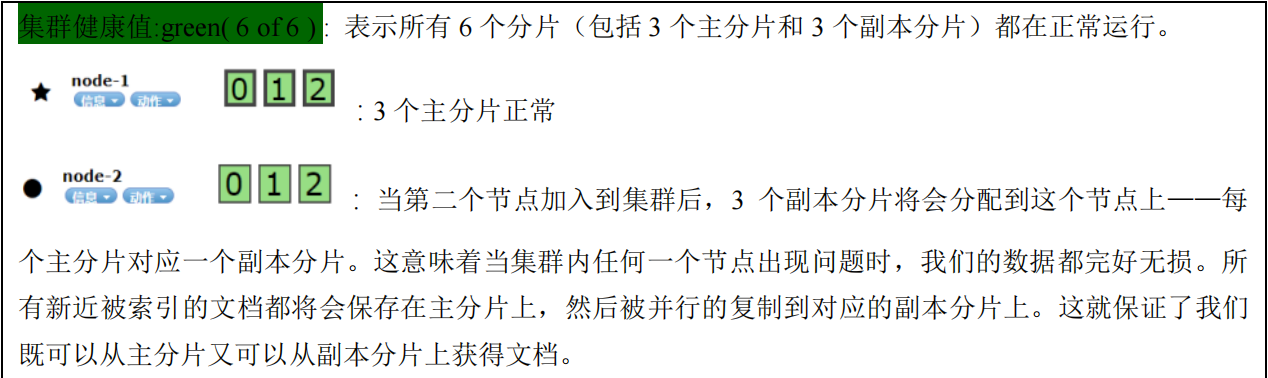 集群健康值:green( 6 of 6 ) : 表示所有 6 个分片（包括 3 个主分片和 3 个副本分片）都在正常运行。
node-1
信息 动作
0 1 2
: 3 个主分片正常
node-2
信息 动作
0 1 2
: 当第二个节点加入到集群后，3 个副本分片将会分配到这个节点上——每
个主分片对应一个副本分片。这意味着当集群内任何一个节点出现问题时，我们的数据都完好无损。所
有新近被索引的文档都将会保存在主分片上，然后被并行的复制到对应的副本分片上。这就保证了我们
既可以从主分片又可以从副本分片上获得文档。